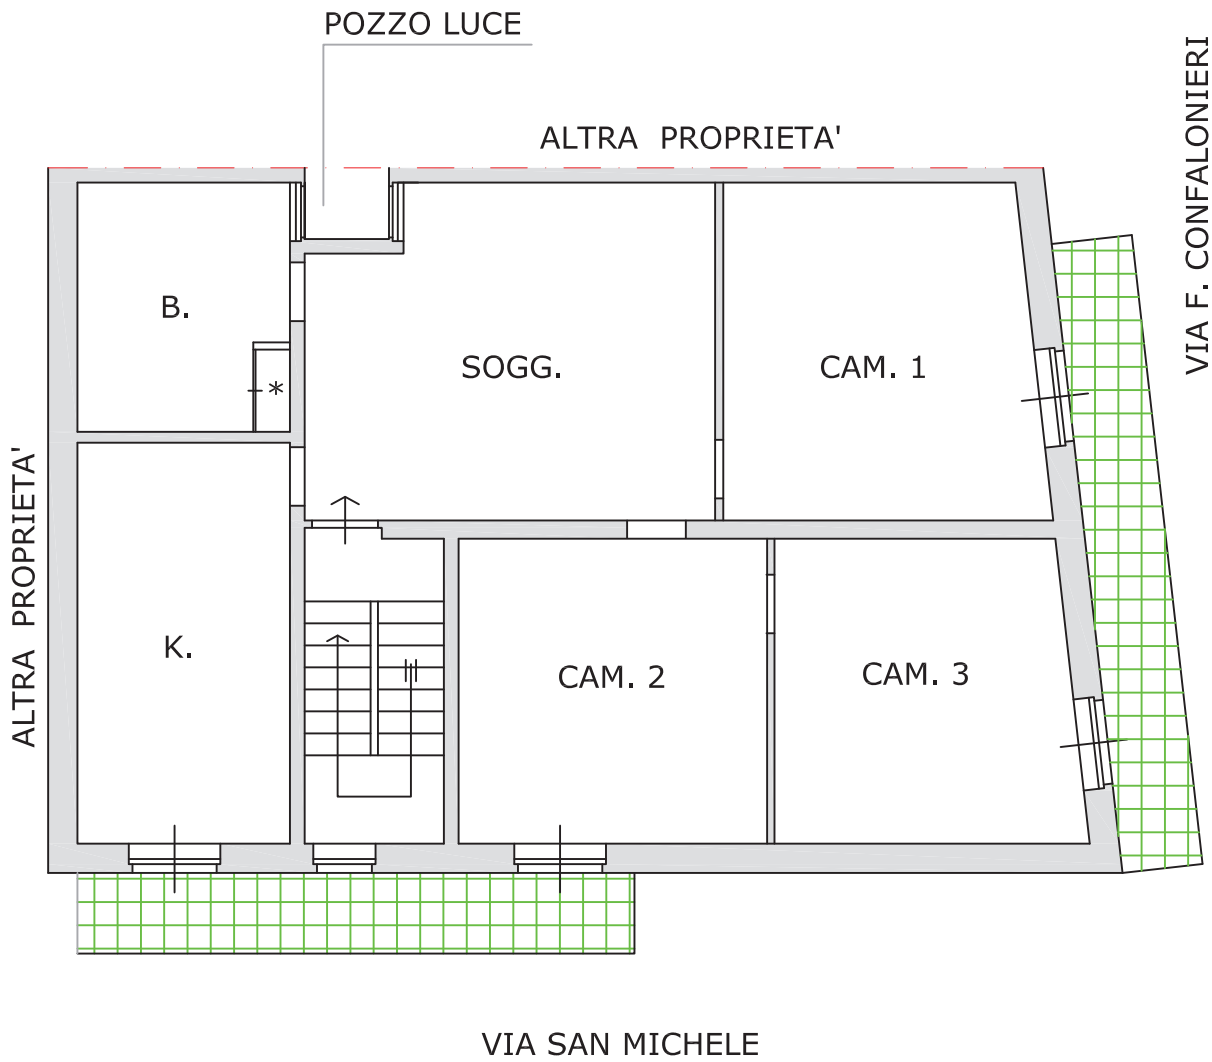 POZZO LUCE
ALTRA PROPRIETA'
VIA F. CONFALONIERI
B.
SOGG.
CAM. 1
*
ALTRA PROPRIETA'
K.
CAM. 2
CAM. 3
VIA SAN MICHELE